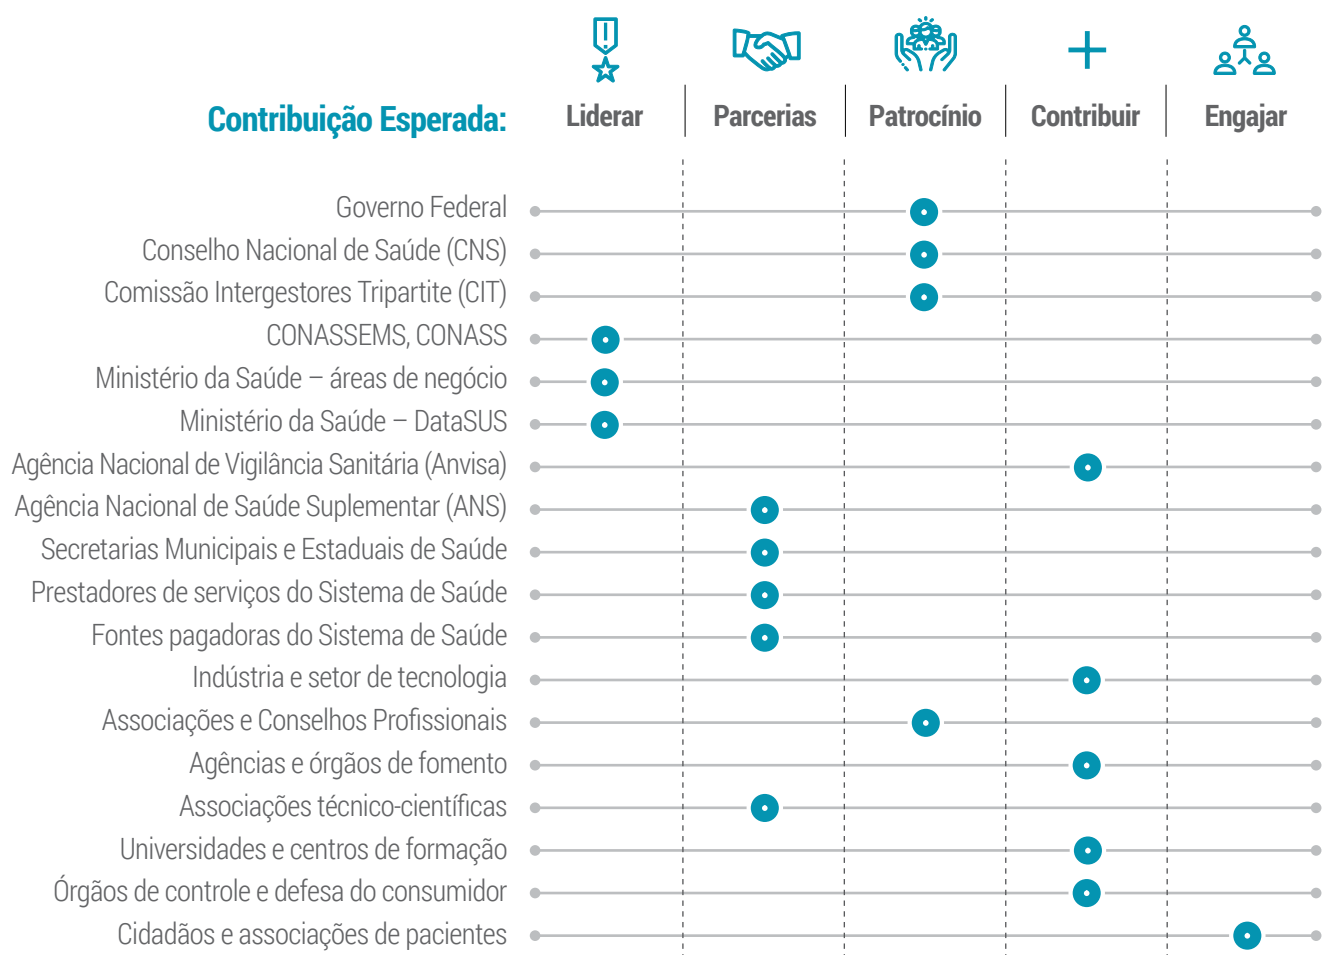 Contribuição Esperada:
Liderar
Parcerias
Patrocínio
Contribuir
Engajar
Governo Federal
Conselho Nacional de Saúde (CNS)
Comissão Intergestores Tripartite (CIT)
CONASSEMS, CONASS
Ministério da Saúde – áreas de negócio
Ministério da Saúde – DataSUS
Agência Nacional de Vigilância Sanitária (Anvisa)
Agência Nacional de Saúde Suplementar (ANS)
Secretarias Municipais e Estaduais de Saúde
Prestadores de serviços do Sistema de Saúde
Fontes pagadoras do Sistema de Saúde
Indústria e setor de tecnologia
Associações e Conselhos Profissionais
Agências e órgãos de fomento
Associações técnico-científicas
Universidades e centros de formação
Órgãos de controle e defesa do consumidor
Cidadãos e associações de pacientes